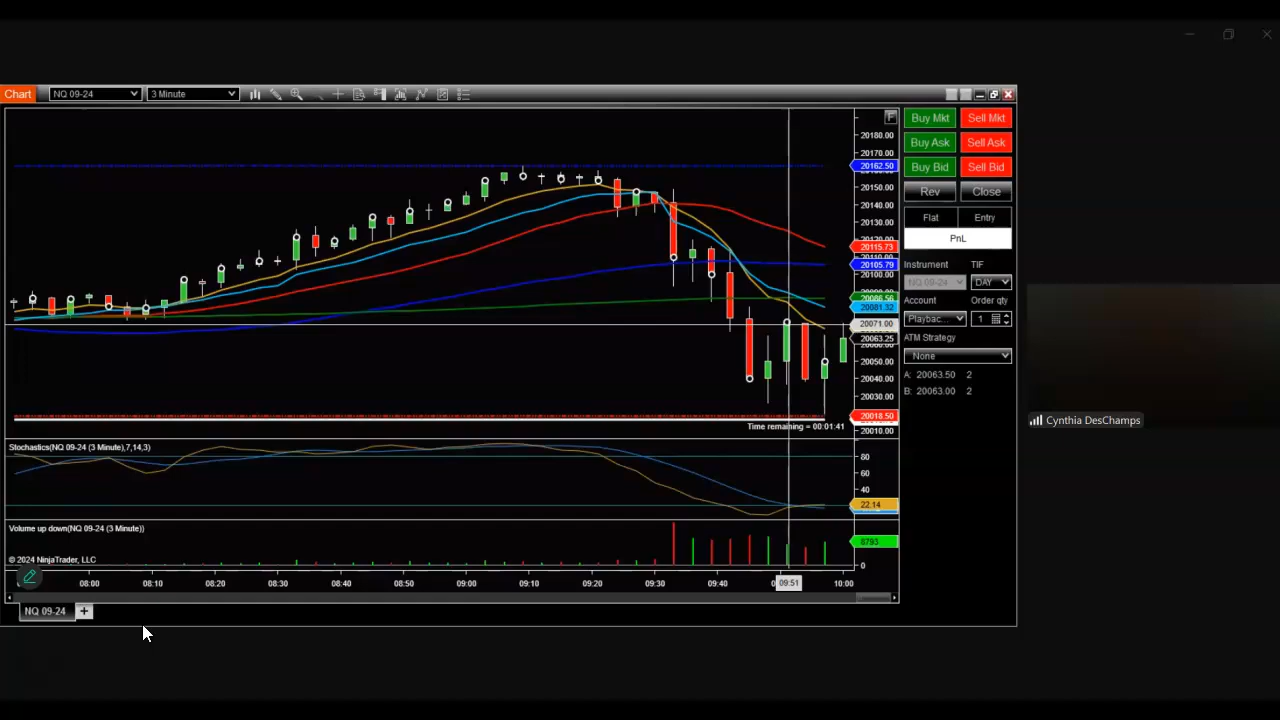 Chart NQ 09-24 3 Minute
F
Buy Mkt Sell Mkt
Buy Ask Sell Ask
Buy Bid Sell Bid
Rev Close
Flat Entry
PnL
Instrument TIF
NQ 09-24 DAY
Account Order qty
Playbac... 1
ATM Strategy
None
A: 20063.50 2
B: 20063.00 2
20180.00
20170.00
20162.50
20150.00
20140.00
20130.00
20115.73
20105.79
20100.00
20086.56
20081.32
20071.00
20063.25
20050.00
20040.00
20030.00
20018.50
20010.00
Time remaining = 00:01:41
Stochastics(NQ 09-24 (3 Minute),7,14,3)
80
60
40
22.14
Volume up down(NQ 09-24 (3 Minute))
8793
0
© 2024 NinjaTrader, LLC
08:00 08:10 08:20 08:30 08:40 08:50 09:00 09:10 09:20 09:30 09:40 09:51 10:00
NQ 09-24 +
Cynthia DesChamps